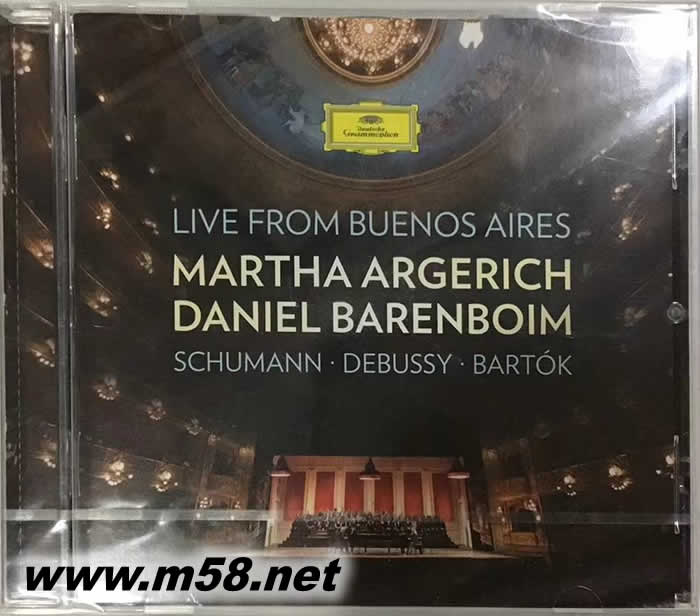 Deutsche
Grammophon
LIVE FROM BUENOS AIRES
MARTHA ARGERICH
DANIEL BARENBOIM
SCHUMANN · DEBUSSY · BARTÓK
www.m58.net